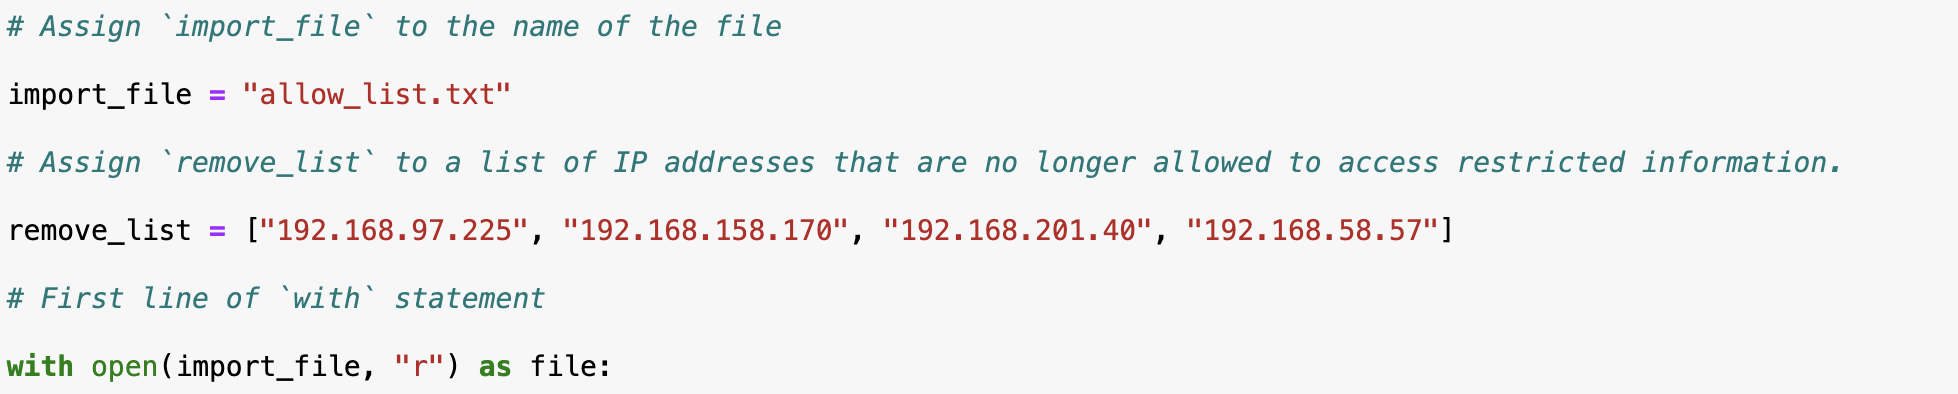 # Assign `import_file` to the name of the file
import_file = "allow_list.txt"
# Assign `remove_list` to a list of IP addresses that are no longer allowed to access restricted information.
remove_list = ["192.168.97.225", "192.168.158.170", "192.168.201.40", "192.168.58.57"]
# First line of `with` statement
with open(import_file, "r") as file: